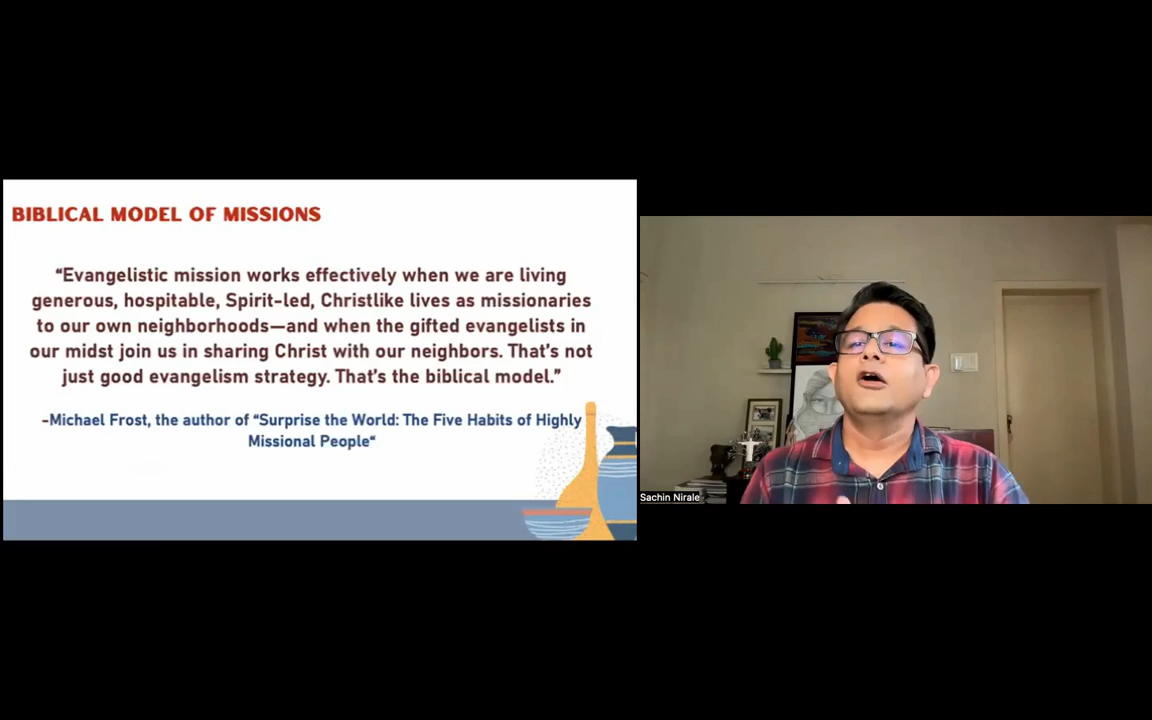 BIBLICAL MODEL OF MISSIONS
“Evangelistic mission works effectively when we are living
generous, hospitable, Spirit-led, Christlike lives as missionaries
to our own neighborhoods—and when the gifted evangelists in
our midst join us in sharing Christ with our neighbors. That’s not
just good evangelism strategy. That’s the biblical model.”
-Michael Frost, the author of “Surprise the World: The Five Habits of Highly
Missional People“
Sachin Nirale